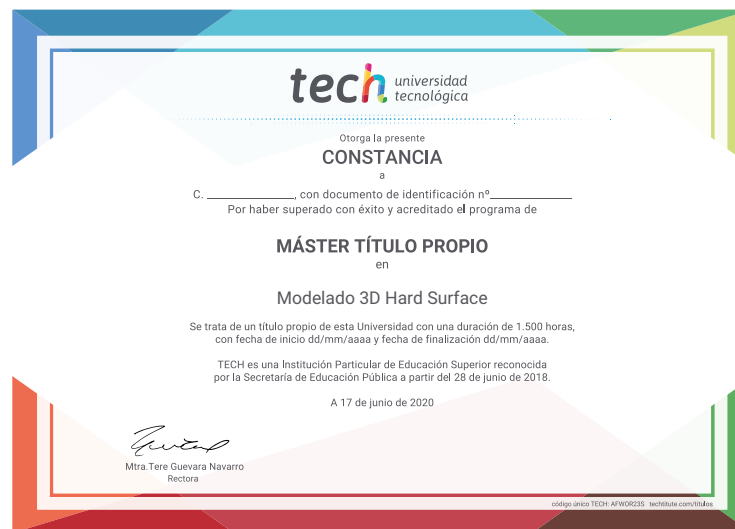 tech universidad
tecnológica
Otorga la presente
CONSTANCIA
a
C. ______________, con documento de identificación nº_____________
Por haber superado con éxito y acreditado el programa de
MÁSTER TÍTULO PROPIO
en
Modelado 3D Hard Surface
Se trata de un título propio de esta Universidad con una duración de 1.500 horas,
con fecha de inicio dd/mm/aaaa y fecha de finalización dd/mm/aaaa.
TECH es una Institución Particular de Educación Superior reconocida
por la Secretaría de Educación Pública a partir del 28 de junio de 2018.
A 17 de junio de 2020
Mtra.Tere Guevara Navarro
Rectora
código único TECH: AFWOR23S techtitute.com/títulos